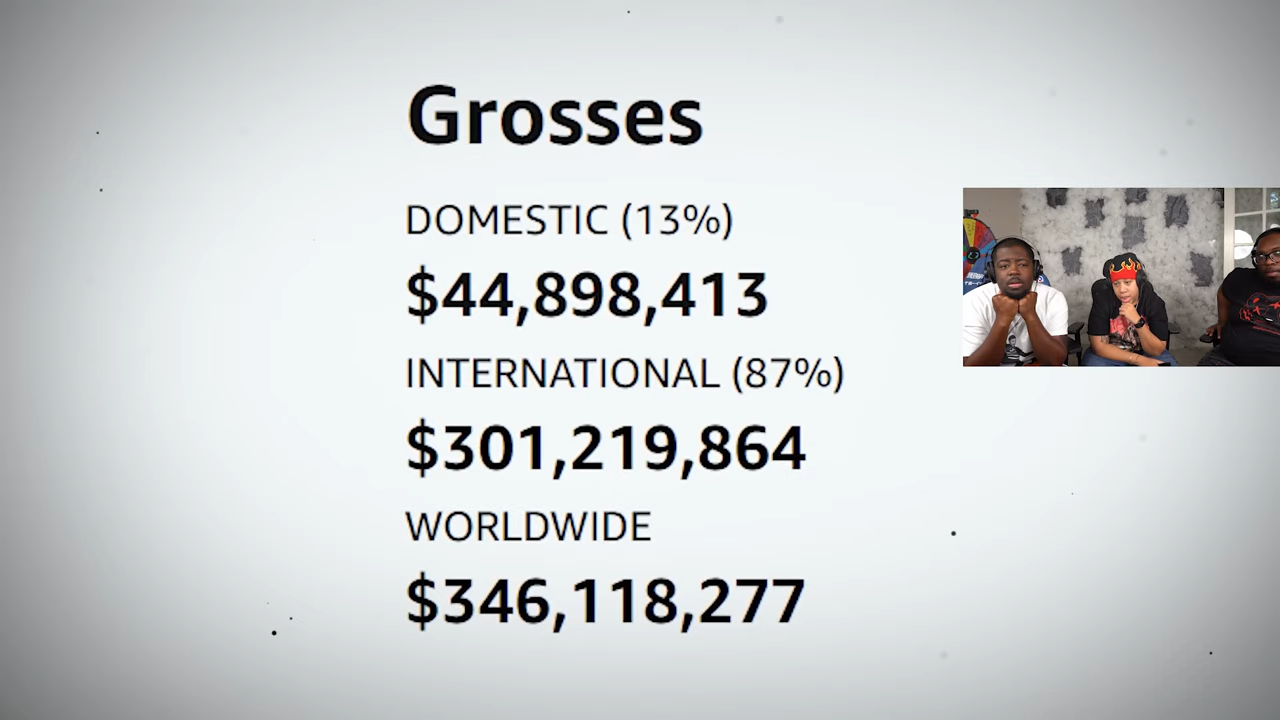 Grosses
DOMESTIC (13%)
$44,898,413
INTERNATIONAL (87%)
$301,219,864
WORLDWIDE
$346,118,277